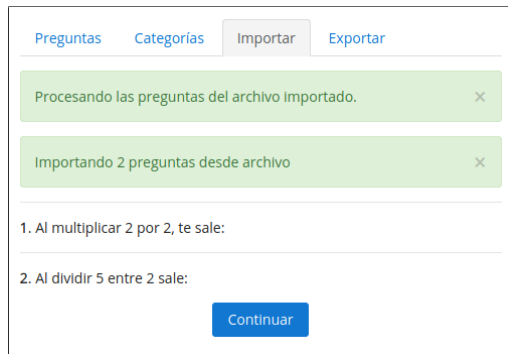 Preguntas Categorías Importar Exportar
Procesando las preguntas del archivo importado. ×
Importando 2 preguntas desde archivo ×
1. Al multiplicar 2 por 2, te sale:
2. Al dividir 5 entre 2 sale:
Continuar